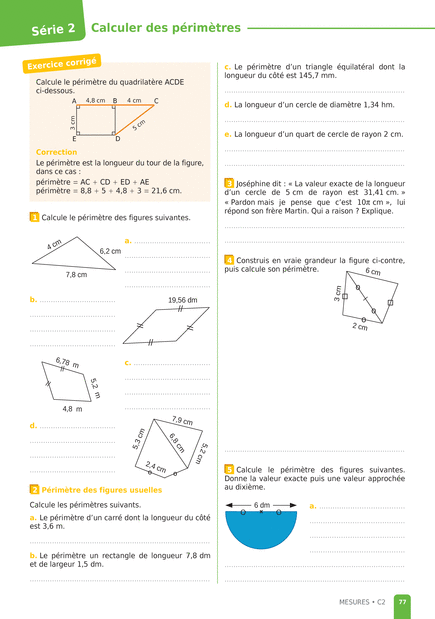 Série 2
Calculer des périmètres
Exercice corrigé
Calcule le périmètre du quadrilatère ACDE
ci-dessous.
A 4,8 cm B 4 cm C
3 cm
5 cm
E D
Correction
Le périmètre est la longueur du tour de la figure,
dans ce cas :
périmètre = AC + CD + ED + AE
périmètre = 8,8 + 5 + 4,8 + 3 = 21,6 cm.
1 Calcule le périmètre des figures suivantes.
4 cm
6,2 cm
7,8 cm
a.
b.
19,56 dm
6,78 m
5,2 m
4,8 m
c.
d.
7,9 cm
5,3 cm
6,8 cm
5,2 cm
2,4 cm
2 Périmètre des figures usuelles
Calcule les périmètres suivants.
a. Le périmètre d'un carré dont la longueur du côté
est 3,6 m.
b. Le périmètre un rectangle de longueur 7,8 dm
et de largeur 1,5 dm.
c. Le périmètre d'un triangle équilatéral dont la
longueur du côté est 145,7 mm.
d. La longueur d'un cercle de diamètre 1,34 hm.
e. La longueur d'un quart de cercle de rayon 2 cm.
3 Joséphine dit : « La valeur exacte de la longueur
d'un cercle de 5 cm de rayon est 31,41 cm. »
« Pardon mais je pense que c'est 10π cm », lui
répond son frère Martin. Qui a raison ? Explique.
4 Construis en vraie grandeur la figure ci-contre,
puis calcule son périmètre.
6 cm
3 cm
2 cm
5 Calcule le périmètre des figures suivantes.
Donne la valeur exacte puis une valeur approchée
au dixième.
6 dm
a.
MESURES • C2
77